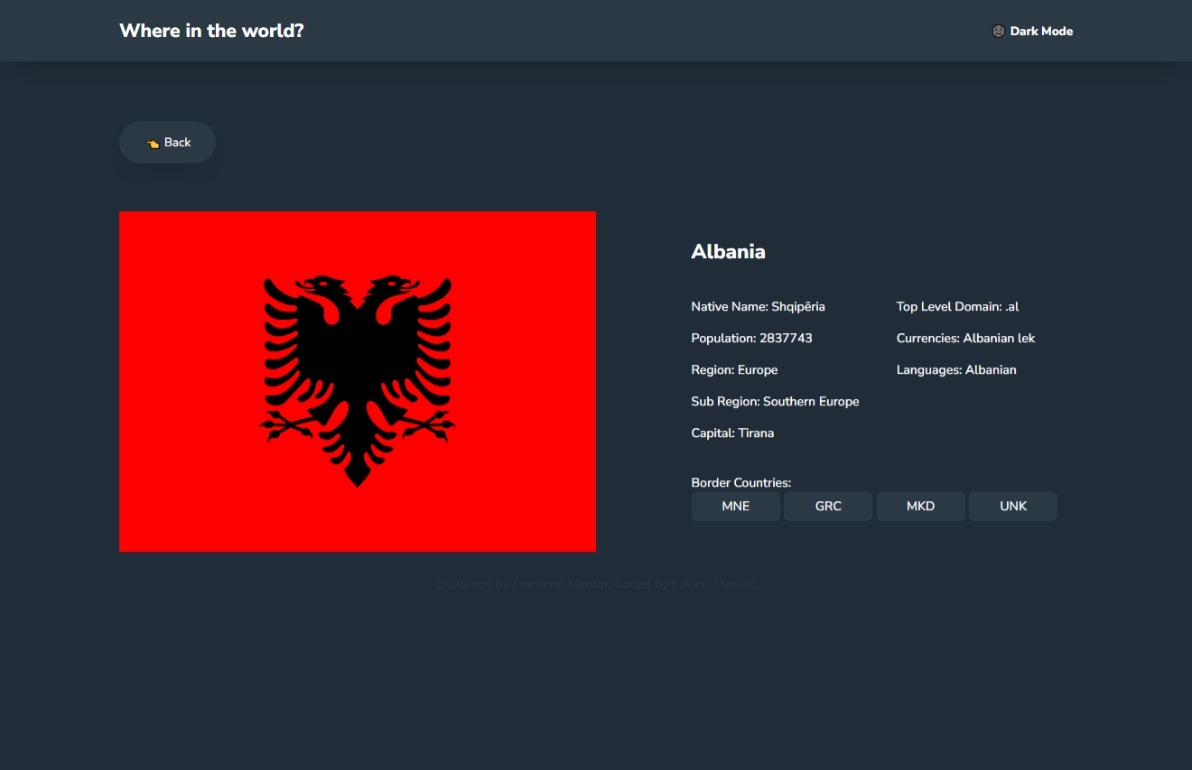 Where in the world?
Dark Mode
Back
Albania
Native Name: Shqipëria
Population: 2837743
Region: Europe
Sub Region: Southern Europe
Capital: Tirana
Top Level Domain: .al
Currencies: Albanian lek
Languages: Albanian
Border Countries:
MNE GRC MKD UNK
Challenge by Frontend Mentor. Coded by